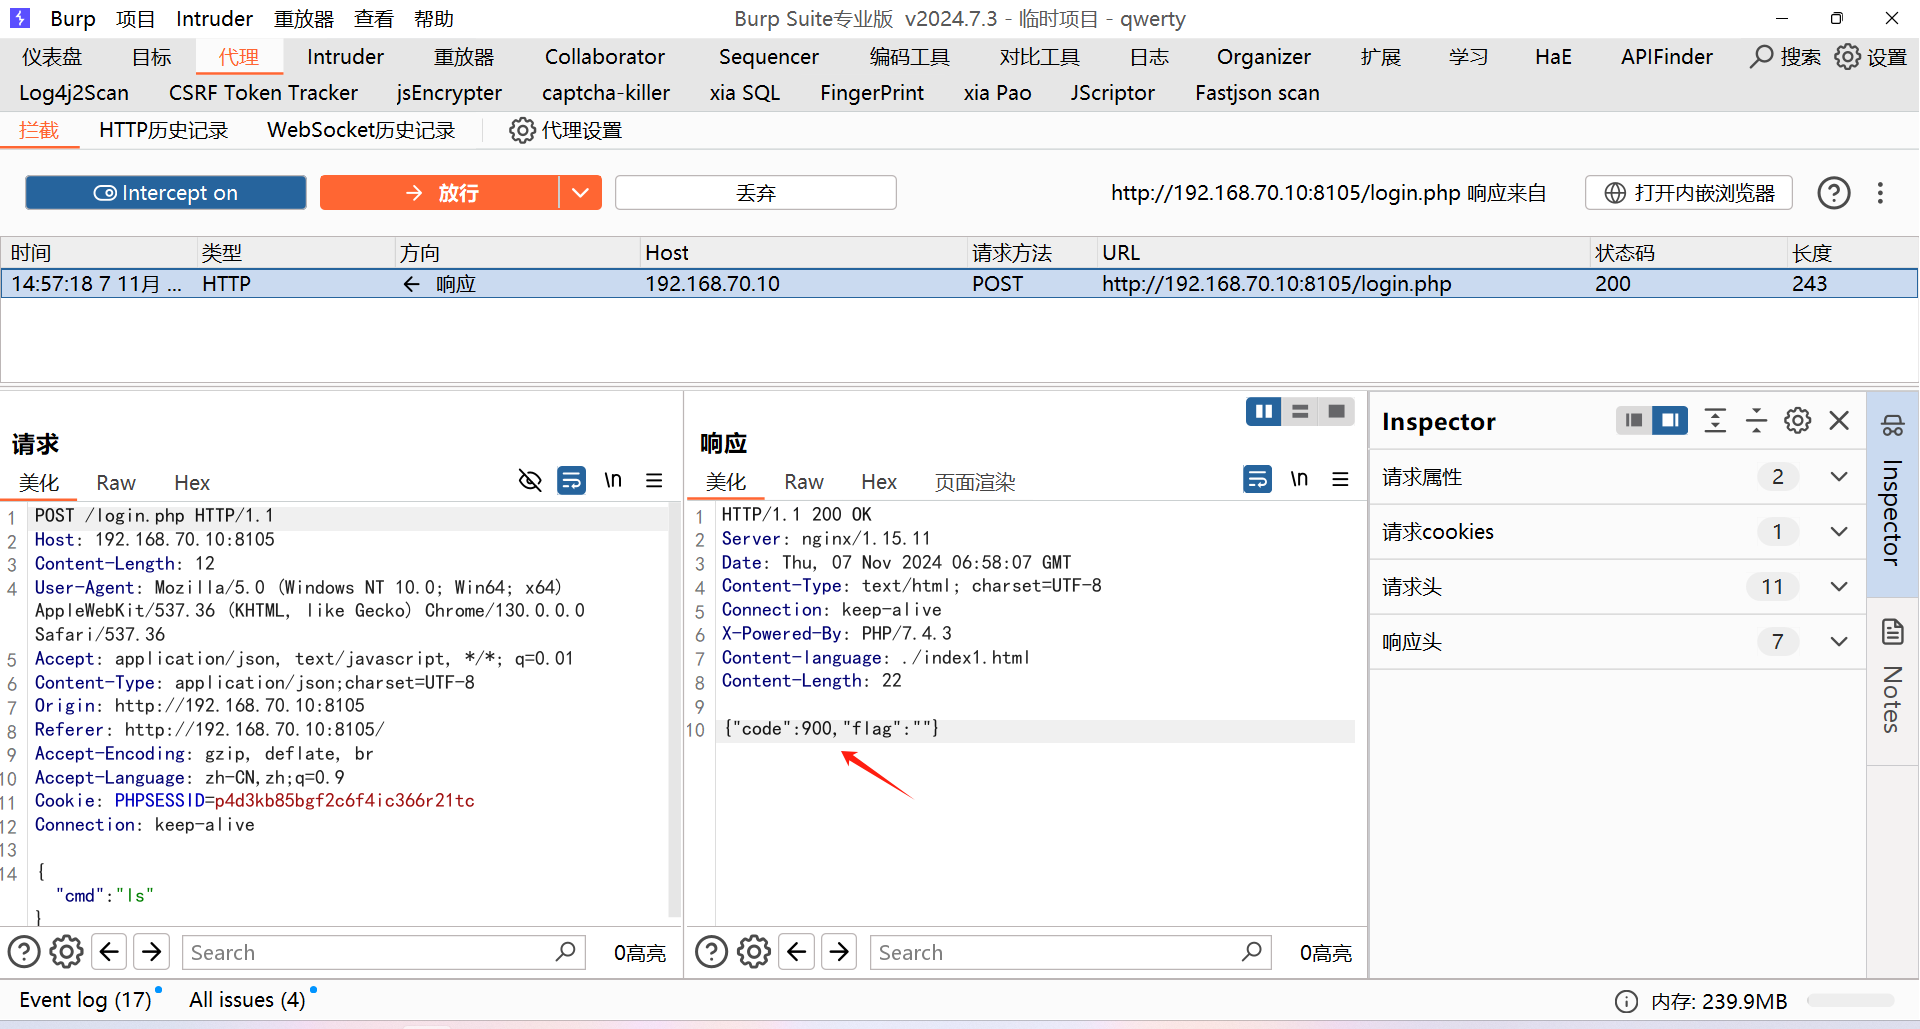 Burp 项目 Intruder 重放器 查看 帮助 Burp Suite专业版 v2024.7.3 - 临时项目 - qwerty
仪表盘 目标 代理 Intruder 重放器 Collaborator Sequencer 编码工具 对比工具 日志 Organizer 扩展 学习 HaE APIFinder 搜索 设置
Log4j2Scan CSRF Token Tracker jsEncrypter captcha-killer xia SQL FingerPrint xia Pao JScriptor Fastjson scan
拦截 HTTP历史记录 WebSocket历史记录 代理设置
Intercept on → 放行 丢弃 http://192.168.70.10:8105/login.php 响应来自 打开内嵌浏览器
时间 类型 方向 Host 请求方法 URL 状态码 长度
14:57:18 7 11月 ... HTTP ← 响应 192.168.70.10 POST http://192.168.70.10:8105/login.php 200 243
请求
美化 Raw Hex \n
1 POST /login.php HTTP/1.1
2 Host: 192.168.70.10:8105
3 Content-Length: 12
4 User-Agent: Mozilla/5.0 (Windows NT 10.0; Win64; x64)
AppleWebKit/537.36 (KHTML, like Gecko) Chrome/130.0.0.0
Safari/537.36
5 Accept: application/json, text/javascript, */*; q=0.01
6 Content-Type: application/json;charset=UTF-8
7 Origin: http://192.168.70.10:8105
8 Referer: http://192.168.70.10:8105/
9 Accept-Encoding: gzip, deflate, br
10 Accept-Language: zh-CN,zh;q=0.9
11 Cookie: PHPSESSID=p4d3kb85bgf2c6f4ic366r21tc
12 Connection: keep-alive
13
14 {
"cmd":"ls"
}
Search 0高亮
响应
美化 Raw Hex 页面渲染 \n
1 HTTP/1.1 200 OK
2 Server: nginx/1.15.11
3 Date: Thu, 07 Nov 2024 06:58:07 GMT
4 Content-Type: text/html; charset=UTF-8
5 Connection: keep-alive
6 X-Powered-By: PHP/7.4.3
7 Content-language: ./index1.html
8 Content-Length: 22
9
10 {"code":900,"flag":""}
Search 0高亮
Inspector
请求属性 2
请求cookies 1
请求头 11
响应头 7
Inspector
Notes
Event log (17) All issues (4) 内存: 239.9MB